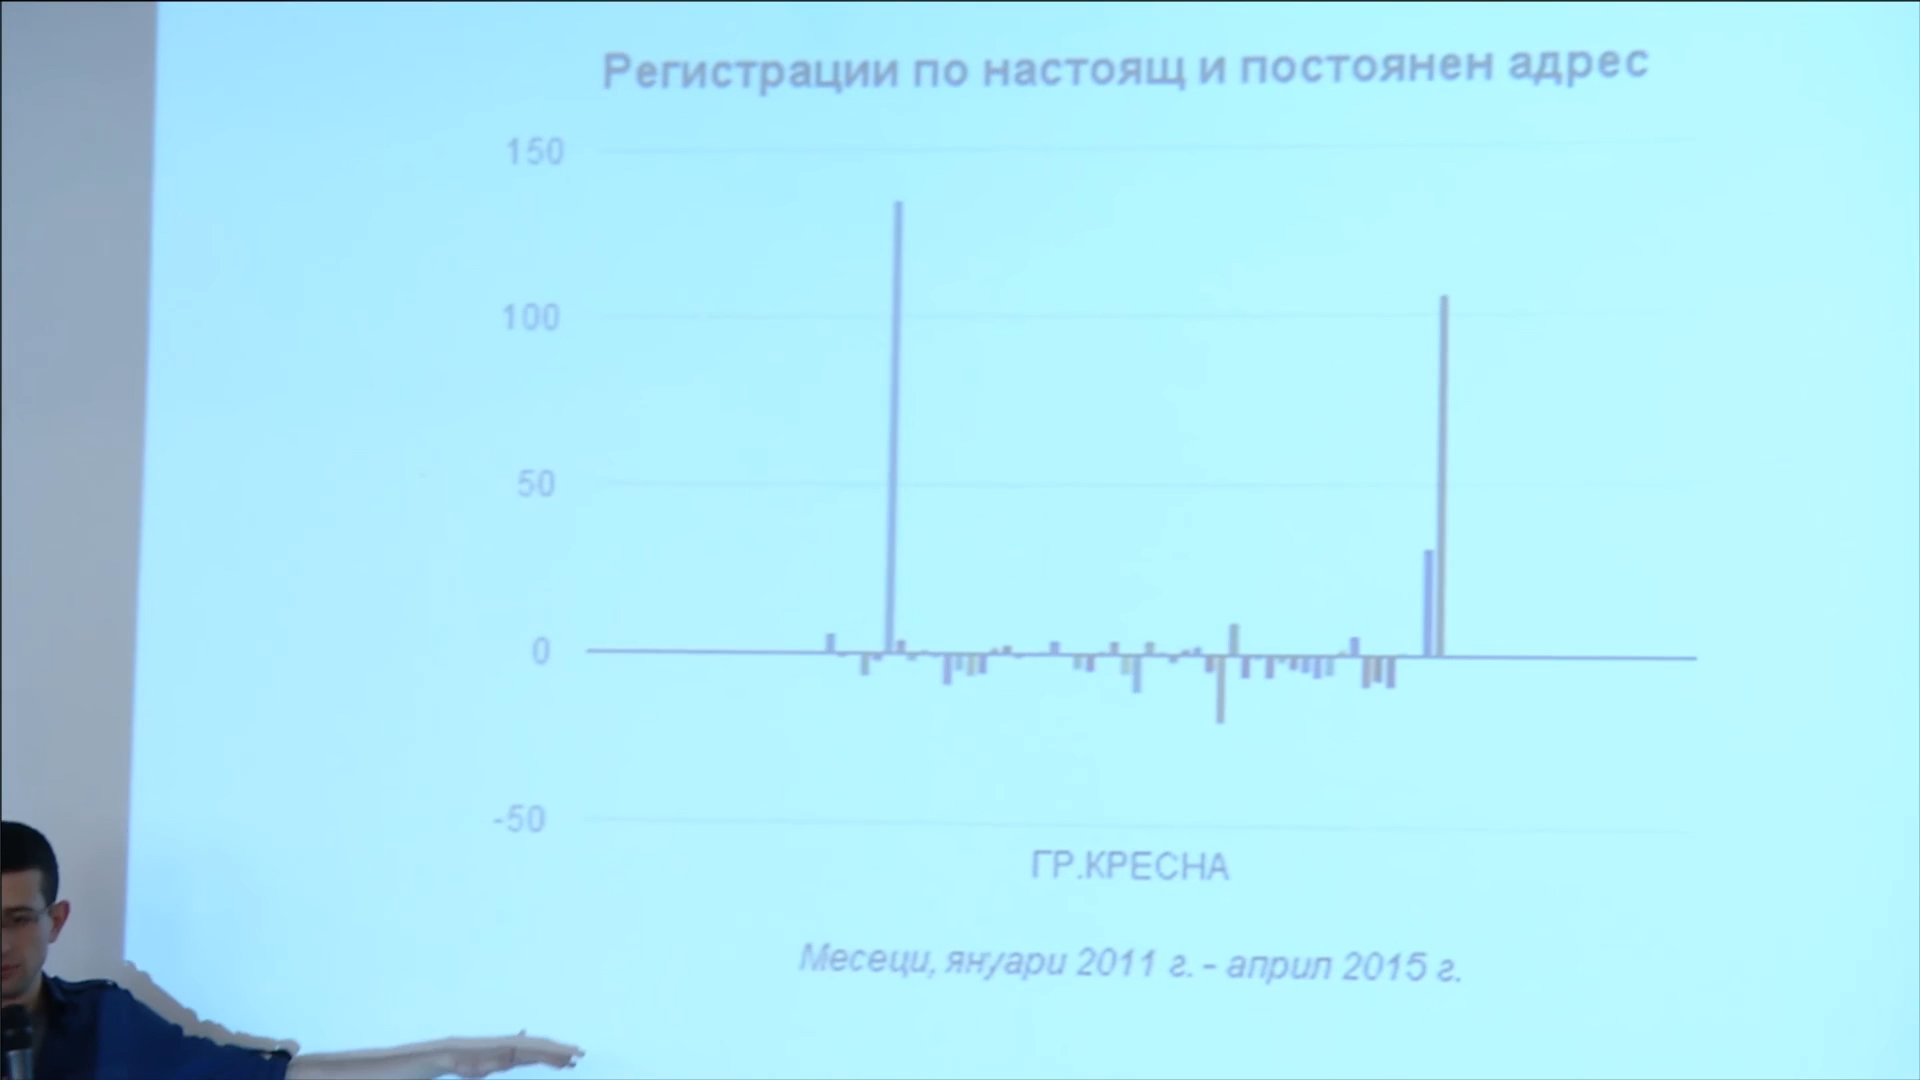 Регистрации по настоящ и постоянен адрес
150
100
50
0
-50
ГР.КРЕСНА
Месеци, януари 2011 г. - април 2015 г.